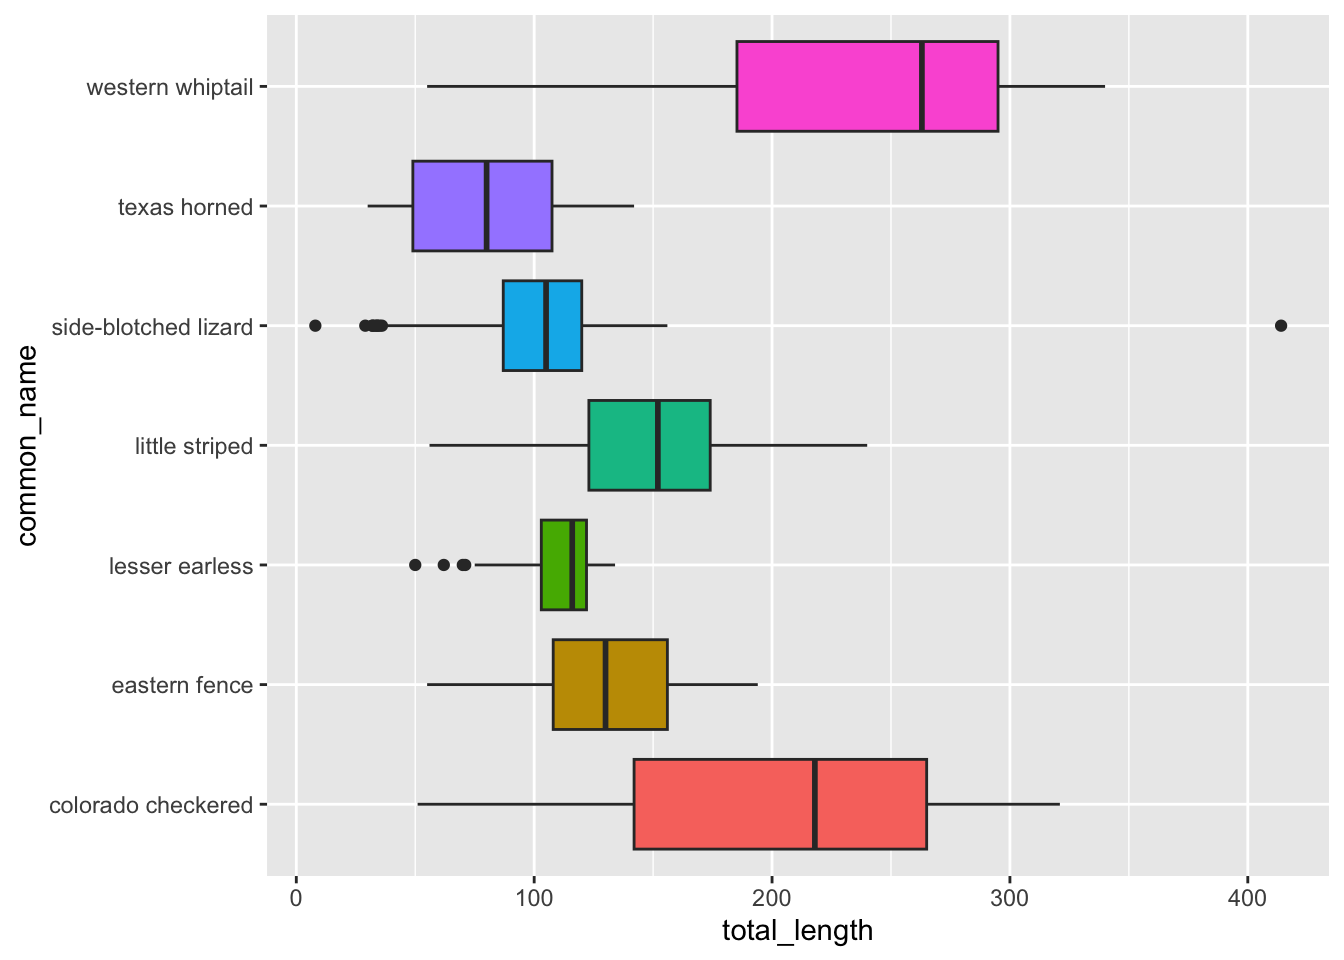 common_name
western whiptail
texas horned
side-blotched lizard
little striped
lesser earless
eastern fence
colorado checkered
0 100 200 300 400
total_length